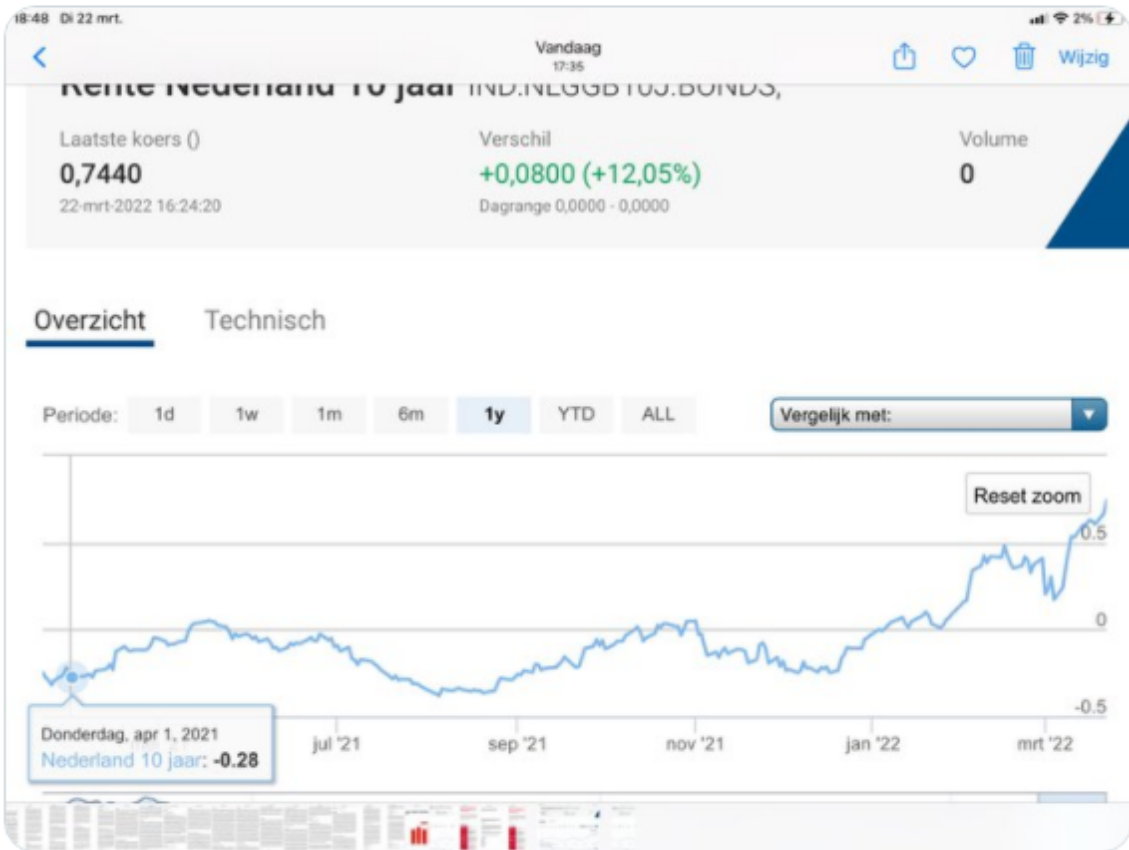 18:48 Di 22 mrt.
2%
Vandaag
17:35
Wijzig
Rente Nederland 10 jaar IND.NLGGB10J.BONDS,
Laatste koers ()
Verschil
Volume
0,7440
+0,0800 (+12,05%)
0
22-mrt-2022 16:24:20
Dagrange 0,0000 - 0,0000
Overzicht
Technisch
Periode:
1d
1w
1m
6m
1y
YTD
ALL
Vergelijk met:
Reset zoom
0.5
0
-0.5
Donderdag, apr 1, 2021
Nederland 10 jaar: -0.28
jul '21
sep '21
nov '21
jan '22
mrt '22